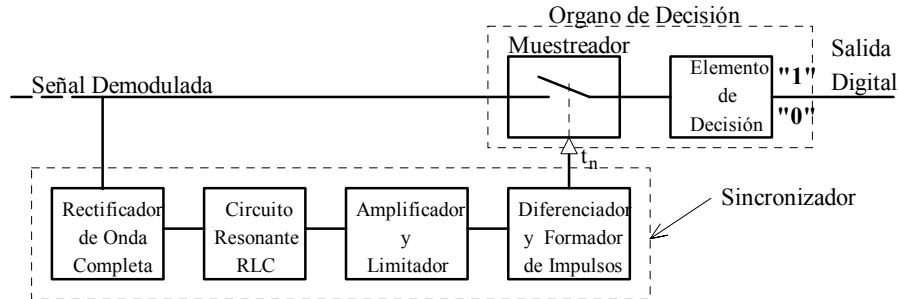 Organo de Decisión
Muestreador
Salida
Digital
Señal Demodulada
Elemento
de
Decisión
"1"
"0"
tn
Sincronizador
Rectificador
de Onda
Completa
Circuito
Resonante
RLC
Amplificador
y
Limitador
Diferenciador
y Formador
de Impulsos